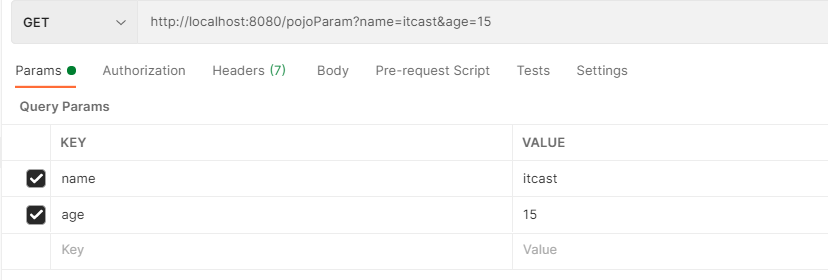 GET http://localhost:8080/pojoParam?name=itcast&age=15
Params Authorization Headers (7) Body Pre-request Script Tests Settings
Query Params
KEY VALUE
name itcast
age 15
Key Value